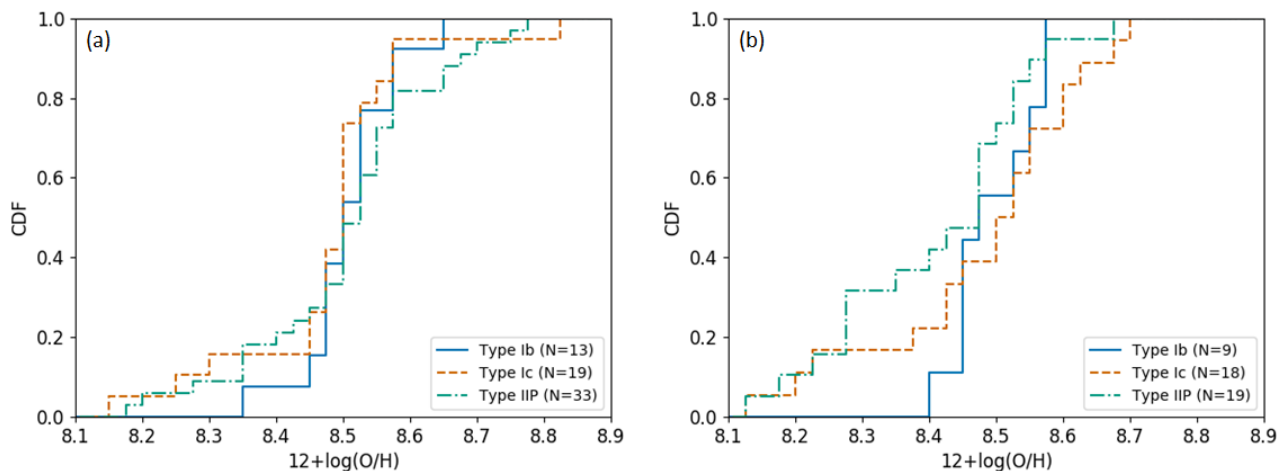 (a)
CDF
1.0
0.8
0.6
0.4
0.2
0.0
Type Ib (N=13)
Type Ic (N=19)
Type IIP (N=33)
8.1 8.2 8.3 8.4 8.5 8.6 8.7 8.8 8.9
12+log(O/H)
(b)
CDF
1.0
0.8
0.6
0.4
0.2
0.0
Type Ib (N=9)
Type Ic (N=18)
Type IIP (N=19)
8.1 8.2 8.3 8.4 8.5 8.6 8.7 8.8 8.9
12+log(O/H)